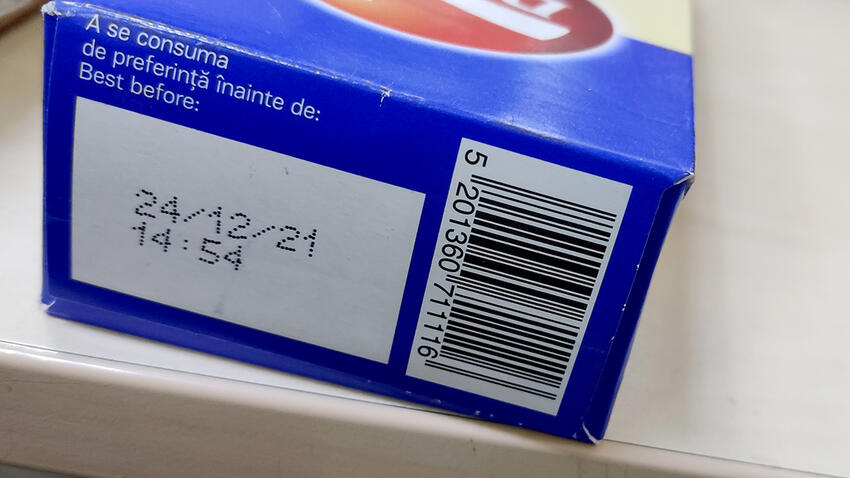 A se consuma
de preferință înainte de:
Best before:
24/12/21
14:54
5 201360 711116